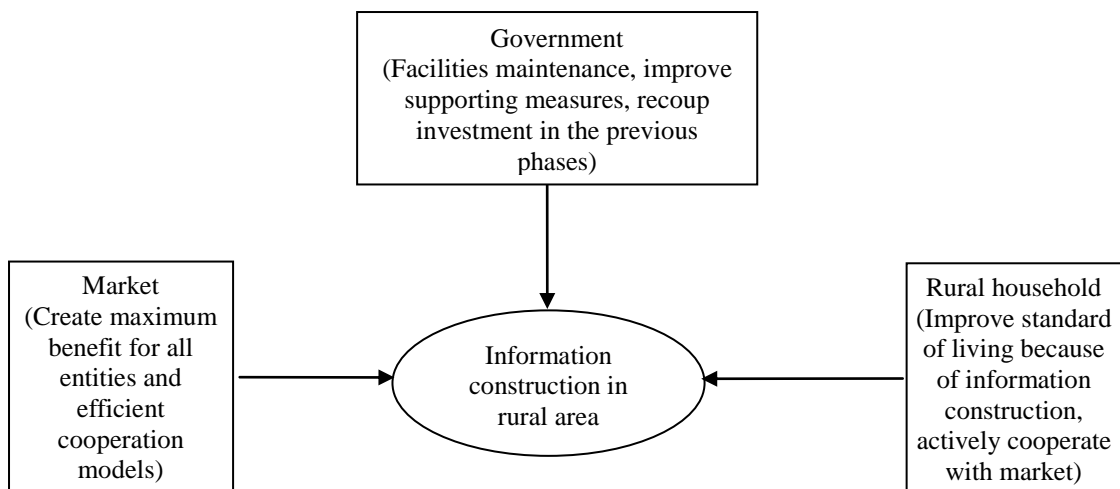 Government
(Facilities maintenance, improve
supporting measures, recoup
investment in the previous
phases)
Market
(Create maximum
benefit for all
entities and
efficient
cooperation
models)
Information
construction in
rural area
Rural household
(Improve standard
of living because
of information
construction,
actively cooperate
with market)